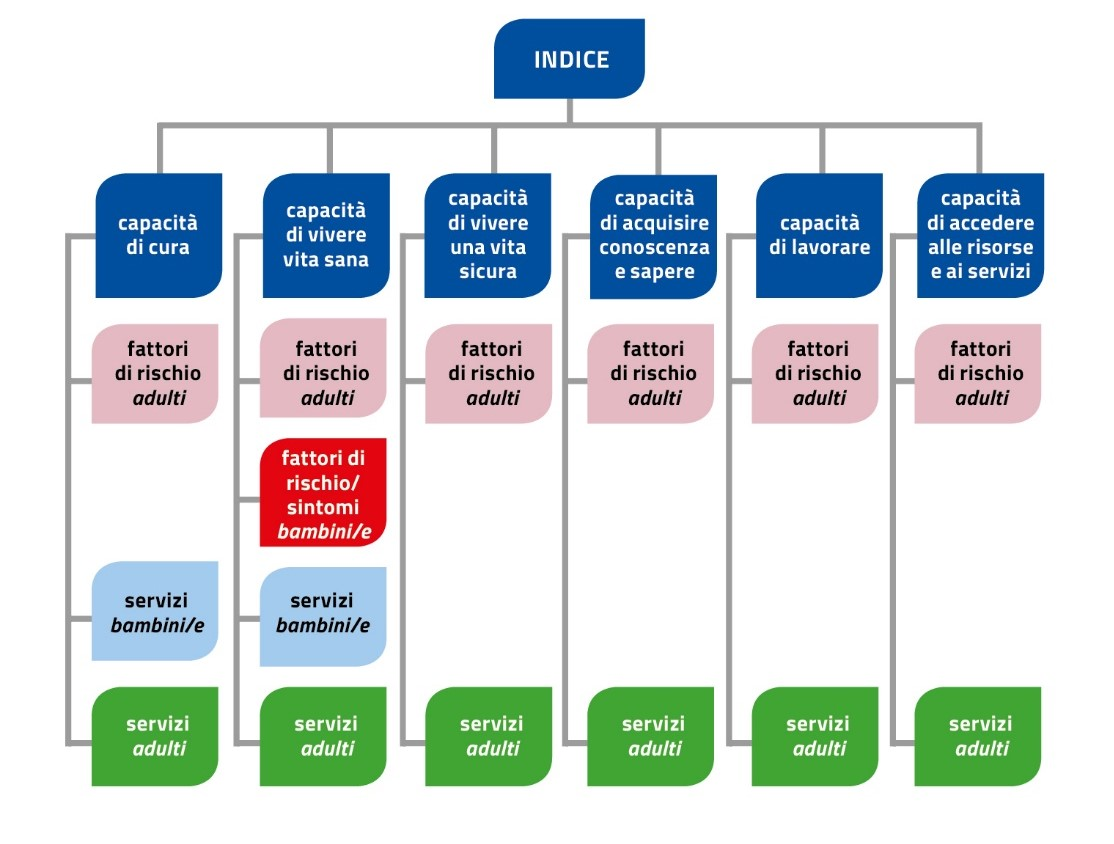 INDICE
capacità
di cura
capacità
di vivere
vita sana
capacità
di vivere
una vita
sicura
capacità
di acquisire
conoscenza
e sapere
capacità
di lavorare
capacità
di accedere
alle risorse
e ai servizi
fattori
di rischio
adulti
fattori
di rischio
adulti
fattori
di rischio
adulti
fattori
di rischio
adulti
fattori
di rischio
adulti
fattori
di rischio
adulti
fattori di
rischio/
sintomi
bambini/e
servizi
bambini/e
servizi
bambini/e
servizi
adulti
servizi
adulti
servizi
adulti
servizi
adulti
servizi
adulti
servizi
adulti